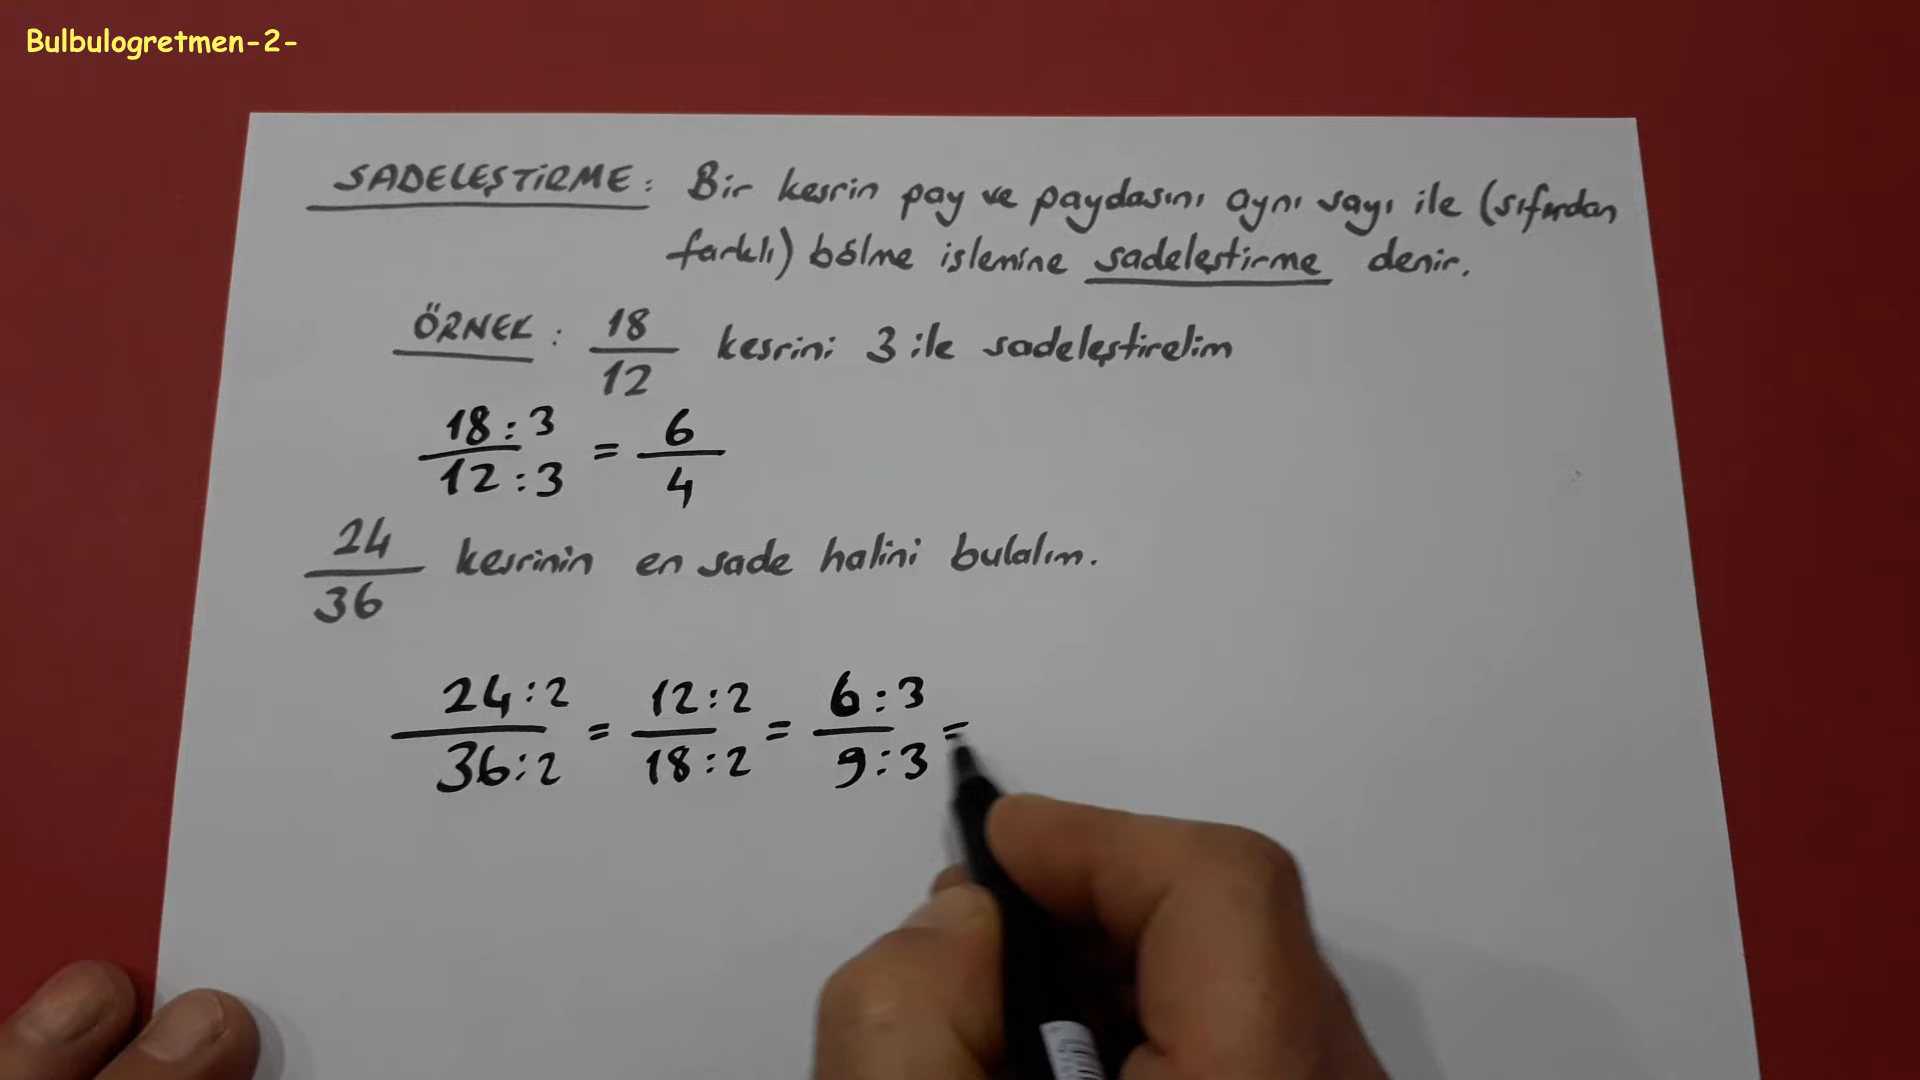 Bulbulogretmen-2-
SADELEŞTİRME: Bir kesrin pay ve paydasını aynı sayı ile (sıfırdan
farklı) bölme islemine sadeleştirme denir.
ÖRNEK: 18/12 kesrini 3 ile sadeleştirelim
18:3/12:3 = 6/4
24/36 kesrinin en sade halini bulalım.
24:2/36:2 = 12:2/18:2 = 6:3/9:3 =